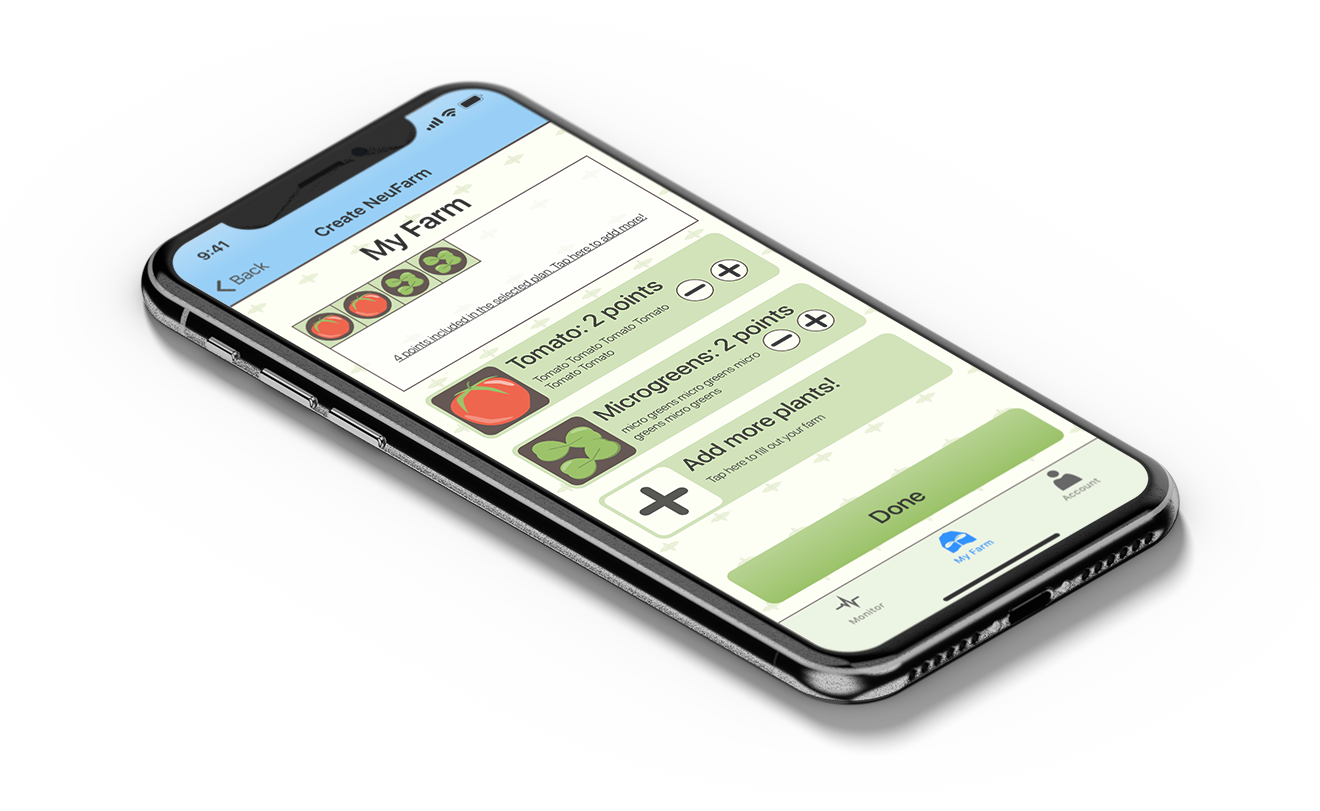 9:41
Back
Create NeuFarm
My Farm
4 points included in the selected plan. Tap here to add more!
Tomato: 2 points
Tomato Tomato Tomato Tomato
Tomato Tomato
Microgreens: 2 points
micro greens micro greens micro
greens micro greens
Add more plants!
Tap here to fill out your farm
Done
Monitor
My Farm
Account